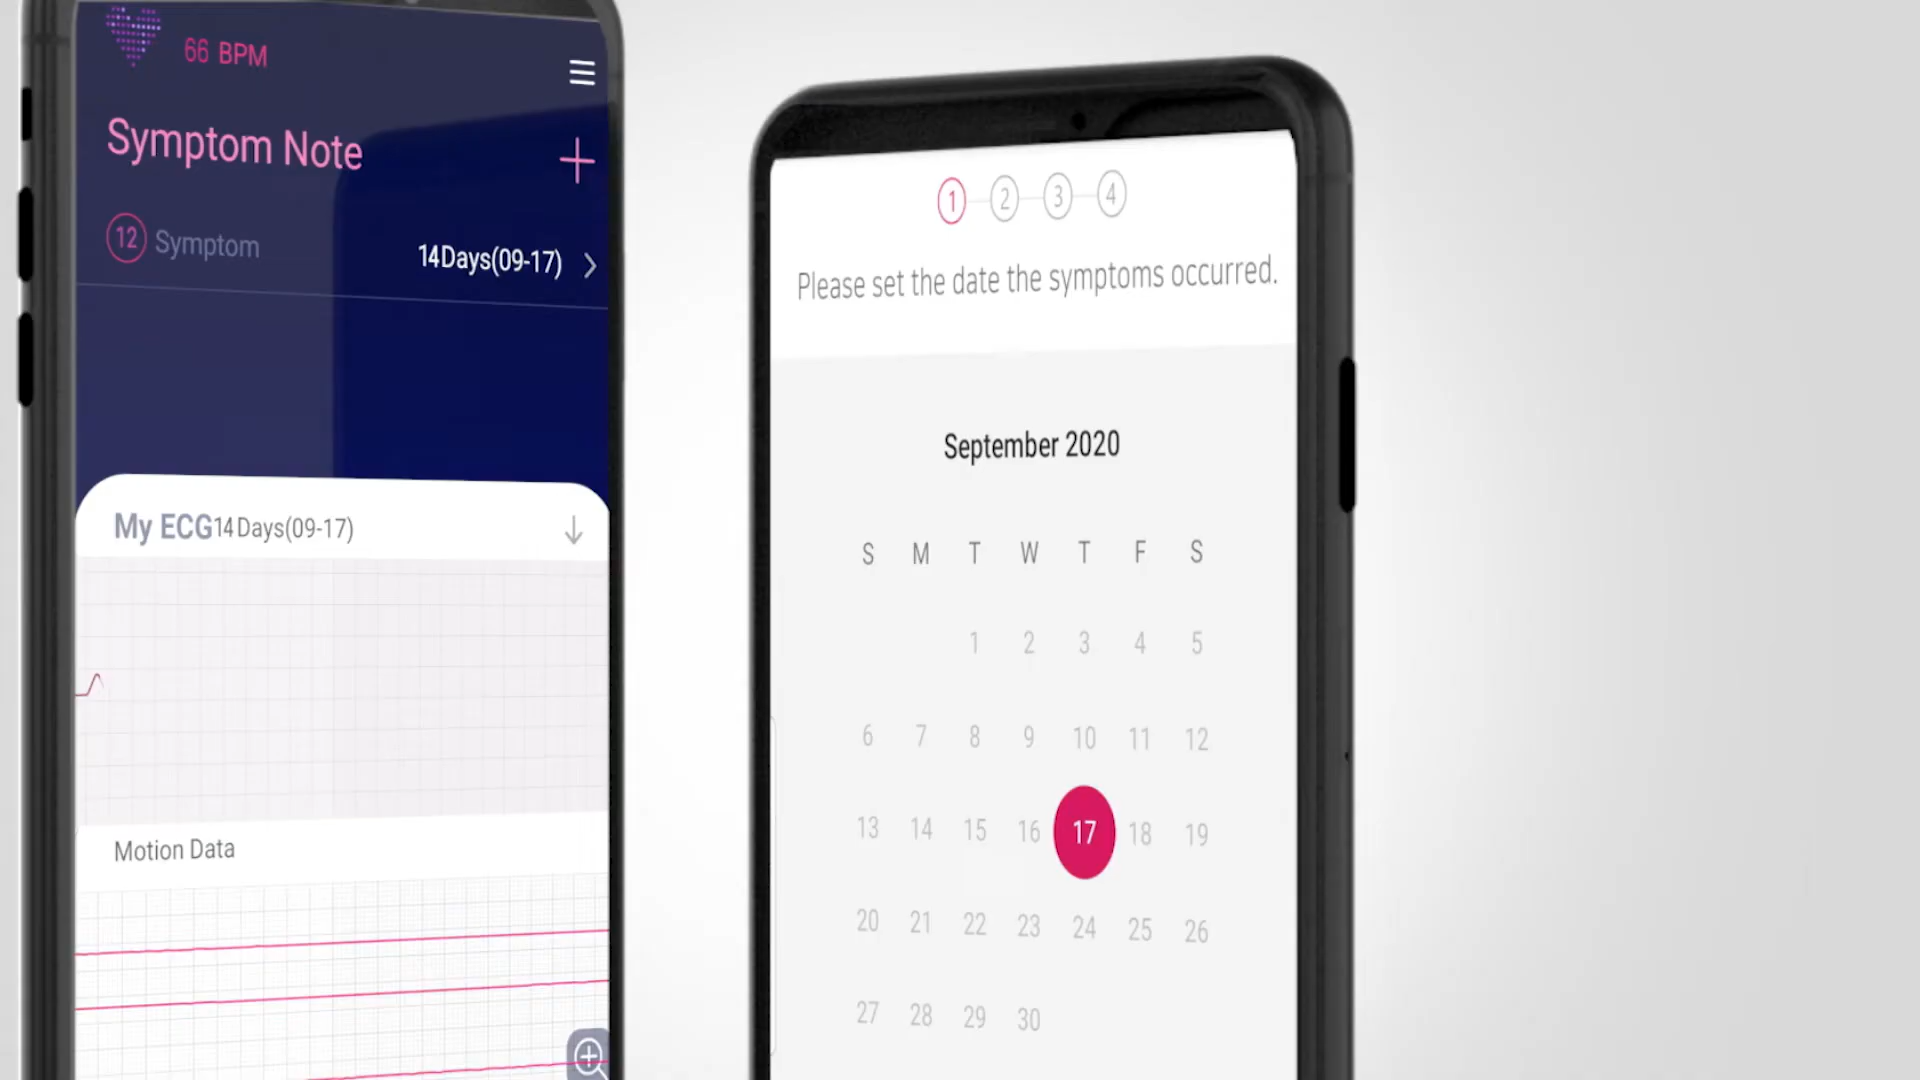 66 BPM
Symptom Note
12 Symptom
14Days(09-17)
My ECG14Days(09-17)
Motion Data
1 2 3 4
Please set the date the symptoms occurred.
September 2020
S M T W T F S
1 2 3 4 5
6 7 8 9 10 11 12
13 14 15 16 17 18 19
20 21 22 23 24 25 26
27 28 29 30